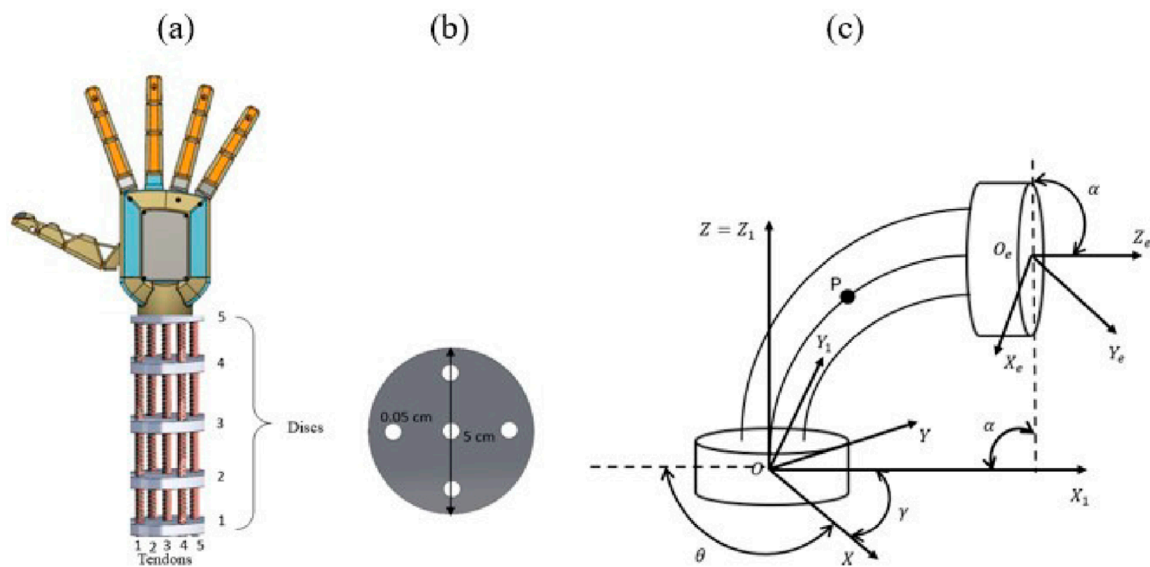 (a) (b) (c)
5
4
3
2
1
Discs
1 2 3 4 5
Tendons
0.05 cm
5 cm
Z = Z₁
α
Zₑ
Oₑ
P
Y₁
Xₑ
Yₑ
Y
α
O
X₁
γ
θ
X